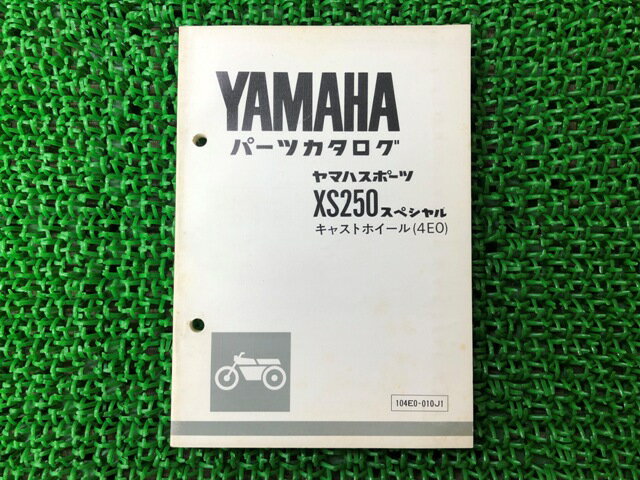 YAMAHA
パーツカタログ
ヤマハスポーツ
XS250スペシャル
キャストホイール(4E0)
104E0-010J1